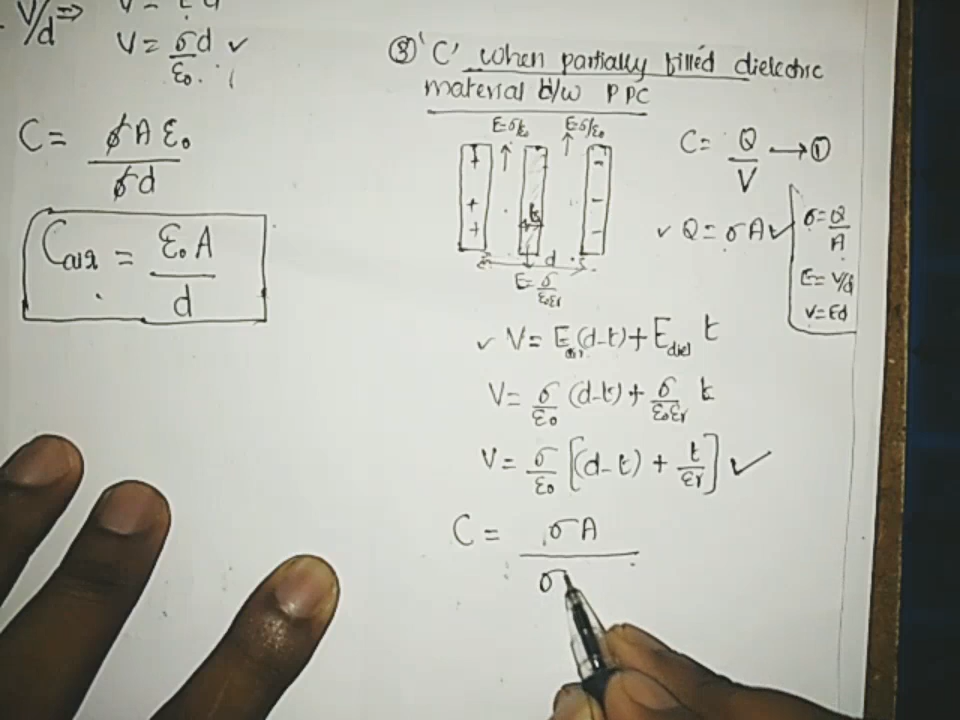 V/d ⇒
V = σd/ε₀ ✓
C = σAε₀/σd
C_air = ε₀A/d
③ 'C' when partially filled dielectric
material b/w PPC
E=σ/ε₀ E=σ/ε₀
+ -
+ -
+ -
t
d
E=σ/ε₀εr
C = Q/V → ①
✓ Q = σA ✓
σ=Q/A
E=V/d
V=Ed
✓ V = E_air(d-t) + E_diel t
V = σ/ε₀ (d-t) + σ/ε₀εr t
V = σ/ε₀ [(d-t) + t/εr] ✓
C = σA/σ